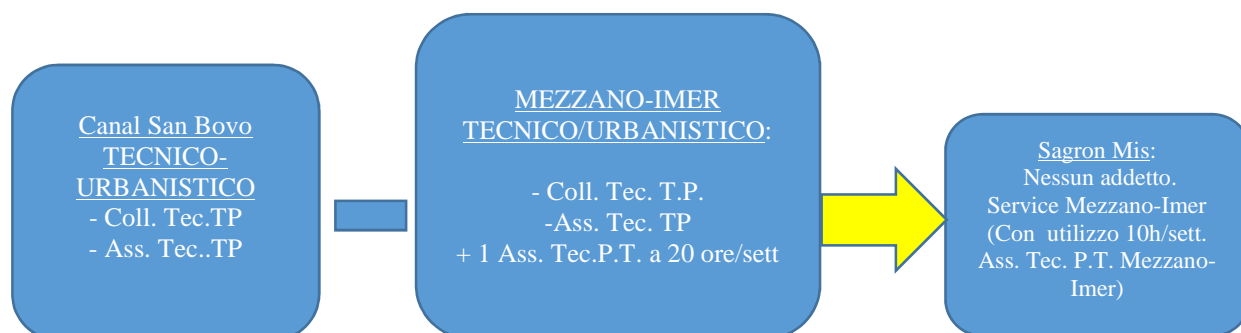 Canal San Bovo
TECNICO-
URBANISTICO
- Coll. Tec.TP
- Ass. Tec..TP
MEZZANO-IMER
TECNICO/URBANISTICO:
- Coll. Tec. T.P.
-Ass. Tec. TP
+ 1 Ass. Tec.P.T. a 20 ore/sett
Sagron Mis:
Nessun addetto.
Service Mezzano-Imer
(Con utilizzo 10h/sett.
Ass. Tec. P.T. Mezzano-
Imer)